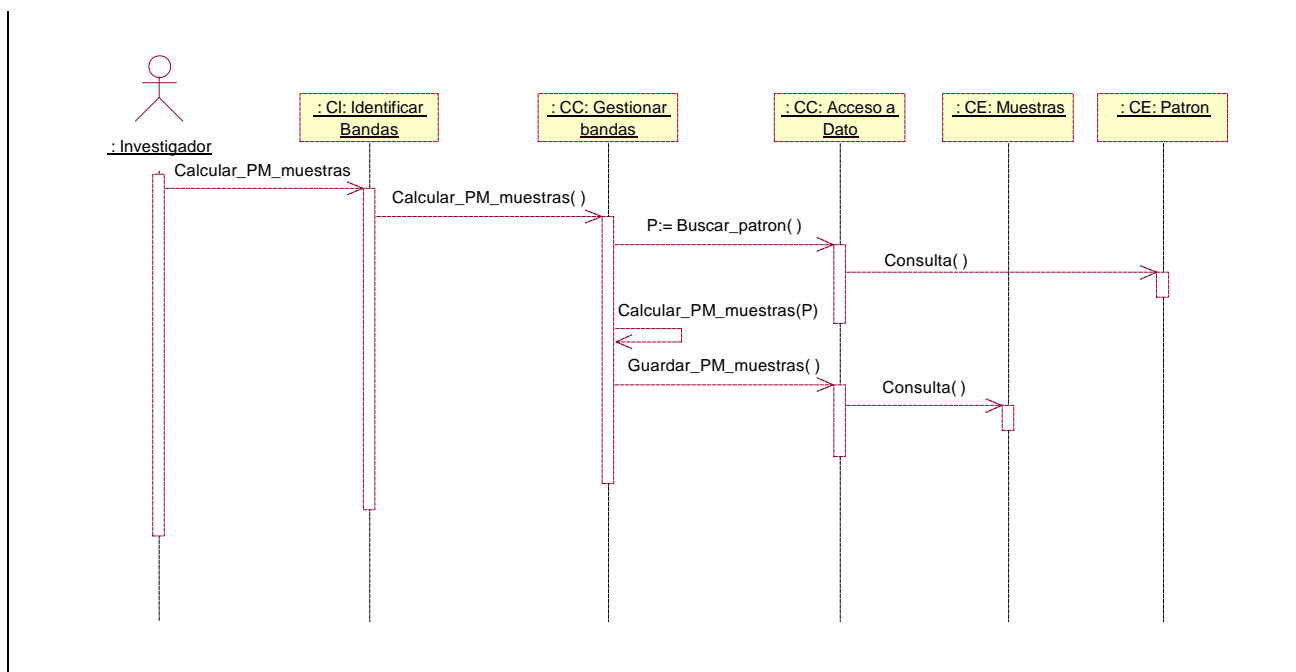 : CI: Identificar
Bandas
: CC: Gestionar
bandas
: CC: Acceso a
Dato
: CE: Muestras
: CE: Patron
: Investigador
Calcular_PM_muestras
Calcular_PM_muestras( )
P:= Buscar_patron( )
Consulta( )
Calcular_PM_muestras(P)
Guardar_PM_muestras( )
Consulta( )